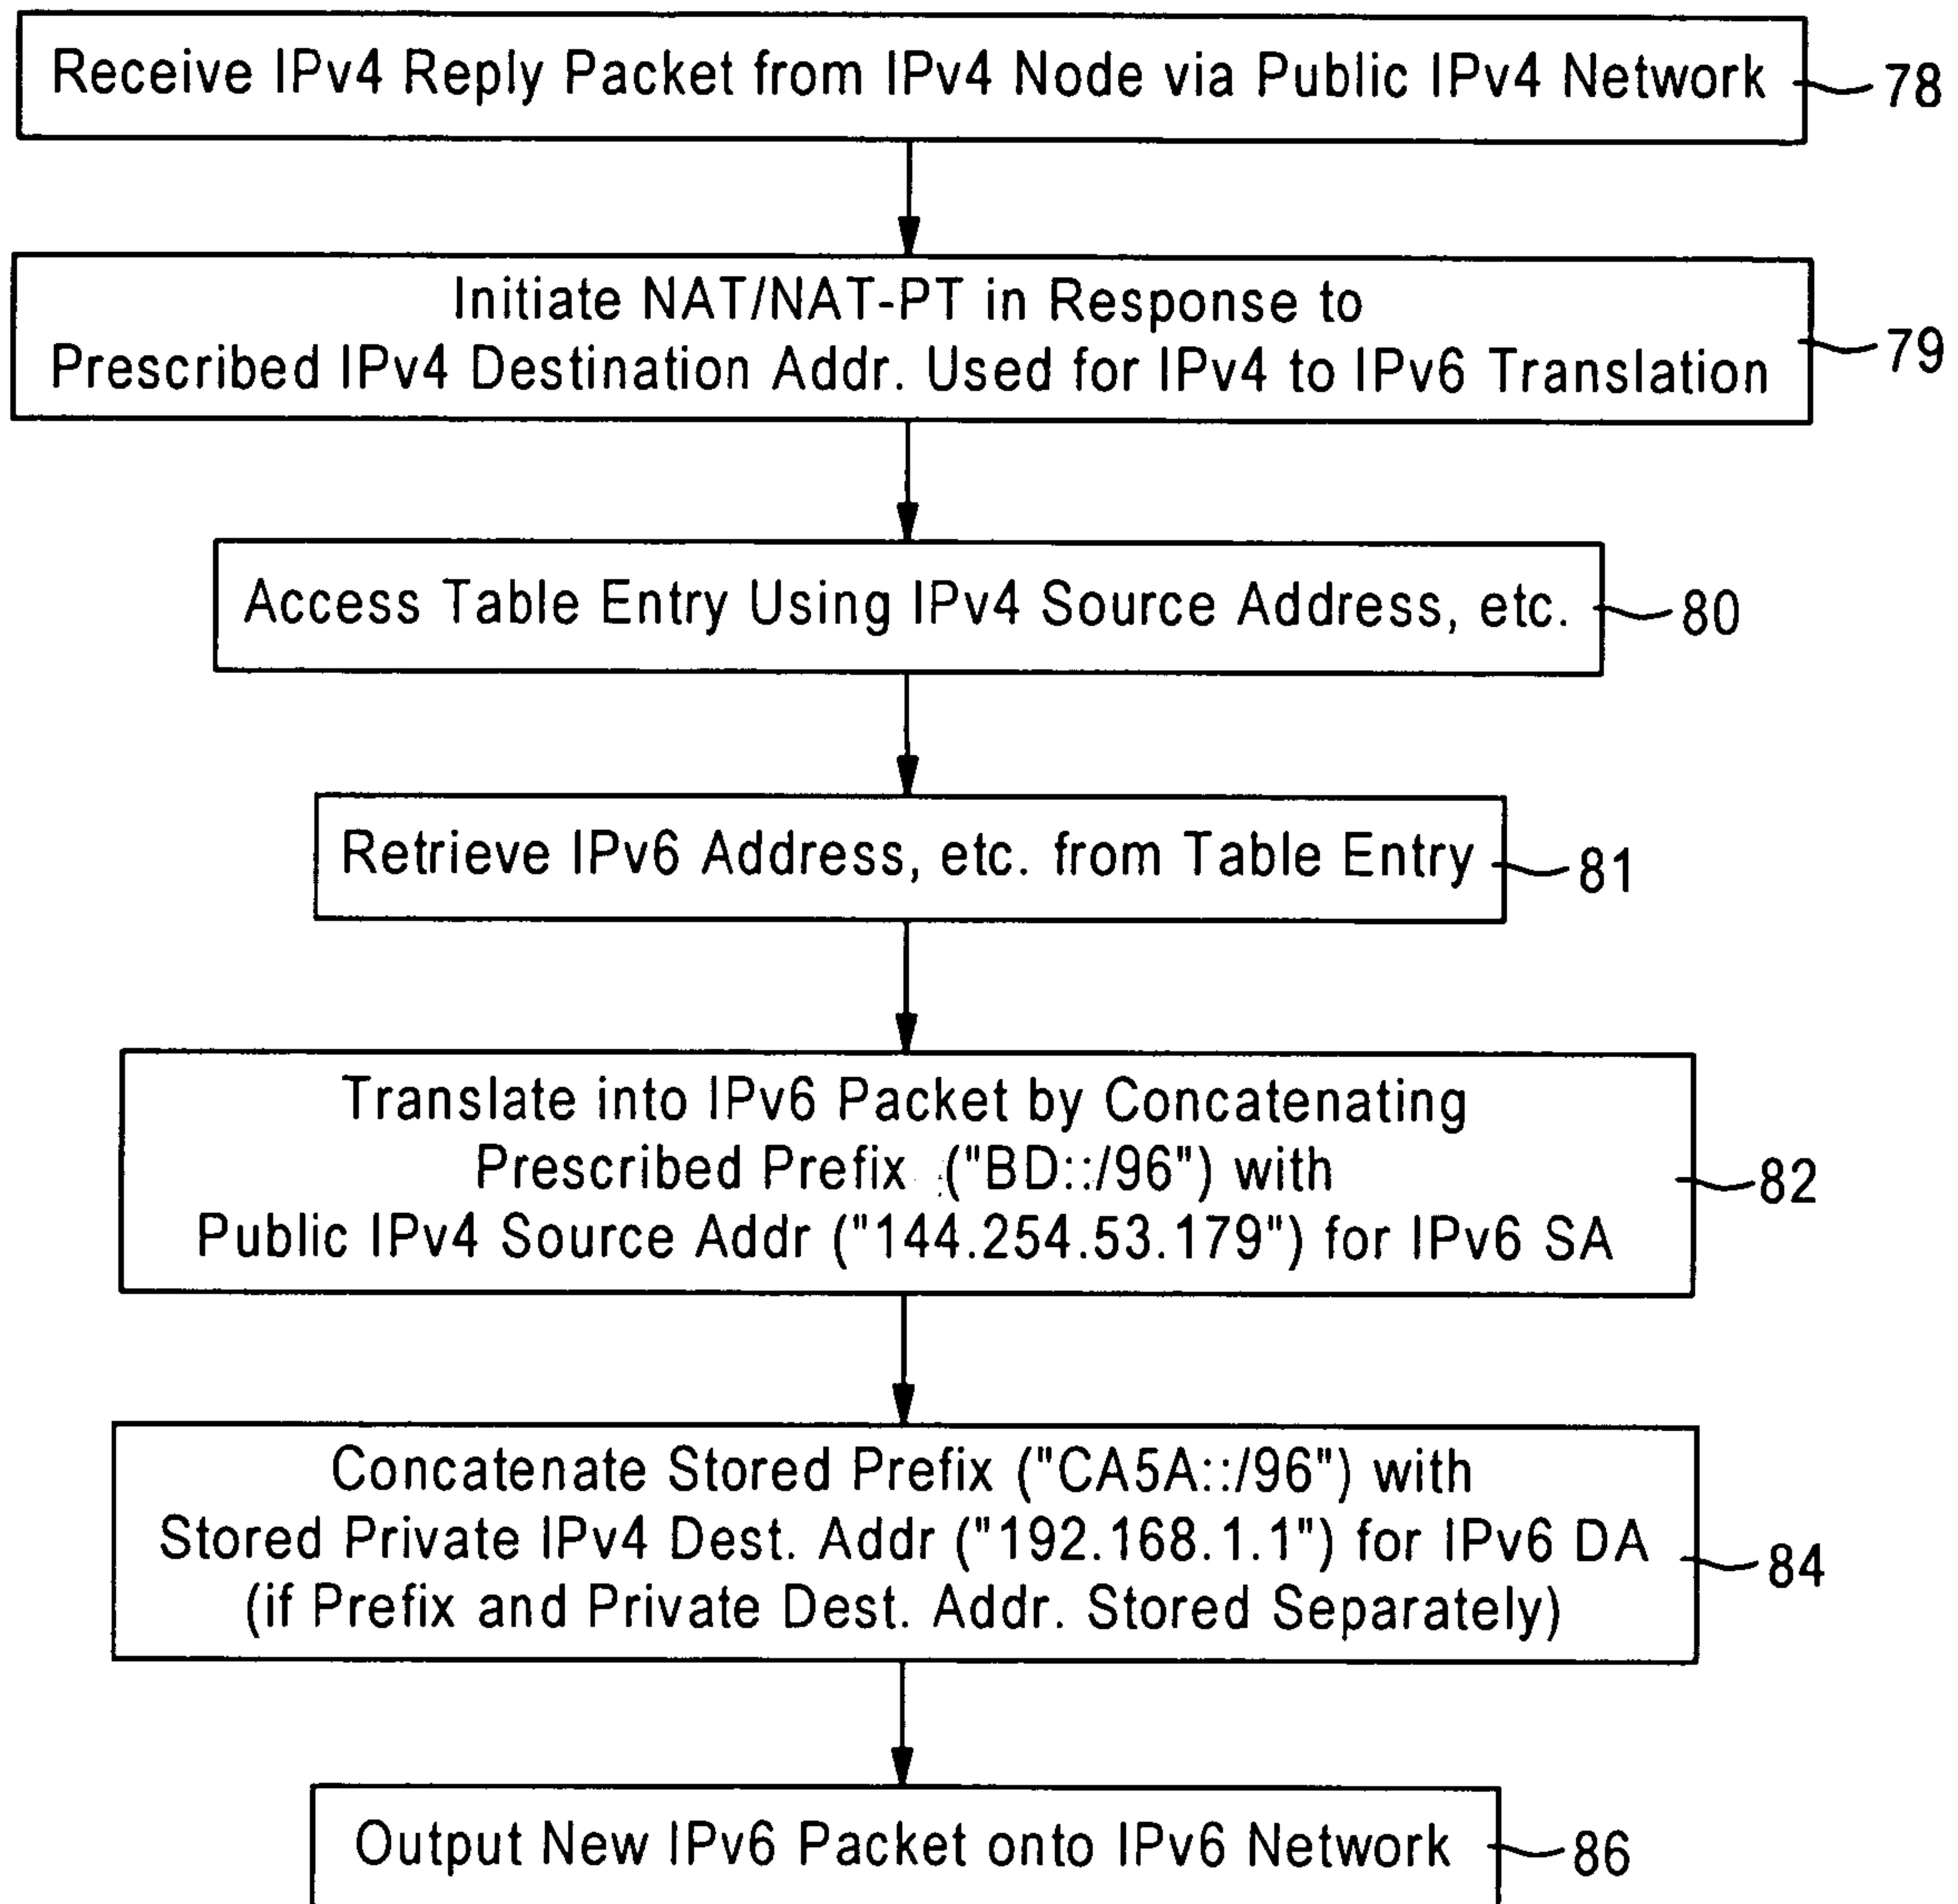 Receive IPv4 Reply Packet from IPv4 Node via Public IPv4 Network
78
Initiate NAT/NAT-PT in Response to
Prescribed IPv4 Destination Addr. Used for IPv4 to IPv6 Translation
79
Access Table Entry Using IPv4 Source Address, etc.
80
Retrieve IPv6 Address, etc. from Table Entry
81
Translate into IPv6 Packet by Concatenating
Prescribed Prefix ("BD::/96") with
Public IPv4 Source Addr ("144.254.53.179") for IPv6 SA
82
Concatenate Stored Prefix ("CA5A::/96") with
Stored Private IPv4 Dest. Addr ("192.168.1.1") for IPv6 DA
(if Prefix and Private Dest. Addr. Stored Separately)
84
Output New IPv6 Packet onto IPv6 Network
86